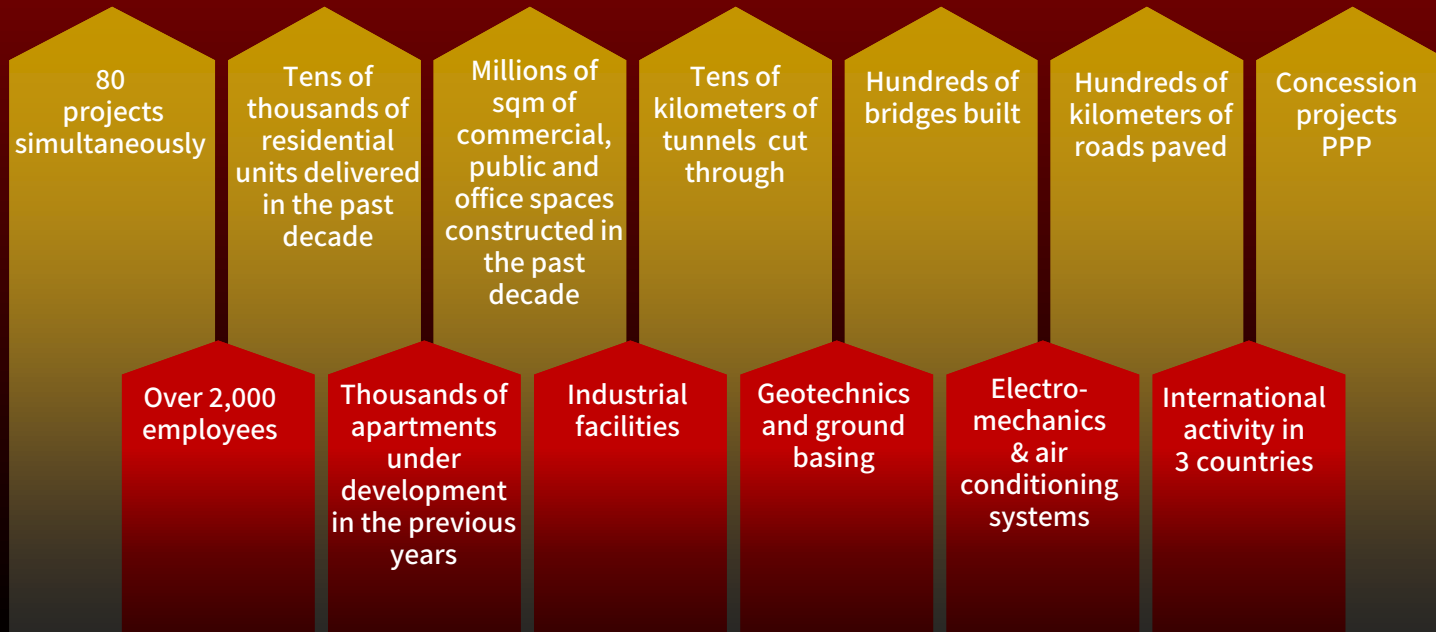 80
projects
simultaneously
Tens of
thousands of
residential
units delivered
in the past
decade
Millions of
sqm of
commercial,
public and
office spaces
constructed in
the past
decade
Tens of
kilometers of
tunnels cut
through
Hundreds of
bridges built
Hundreds of
kilometers of
roads paved
Concession
projects
PPP
Over 2,000
employees
Thousands of
apartments
under
development
in the previous
years
Industrial
facilities
Geotechnics
and ground
basing
Electro-
mechanics
& air
conditioning
systems
International
activity in
3 countries